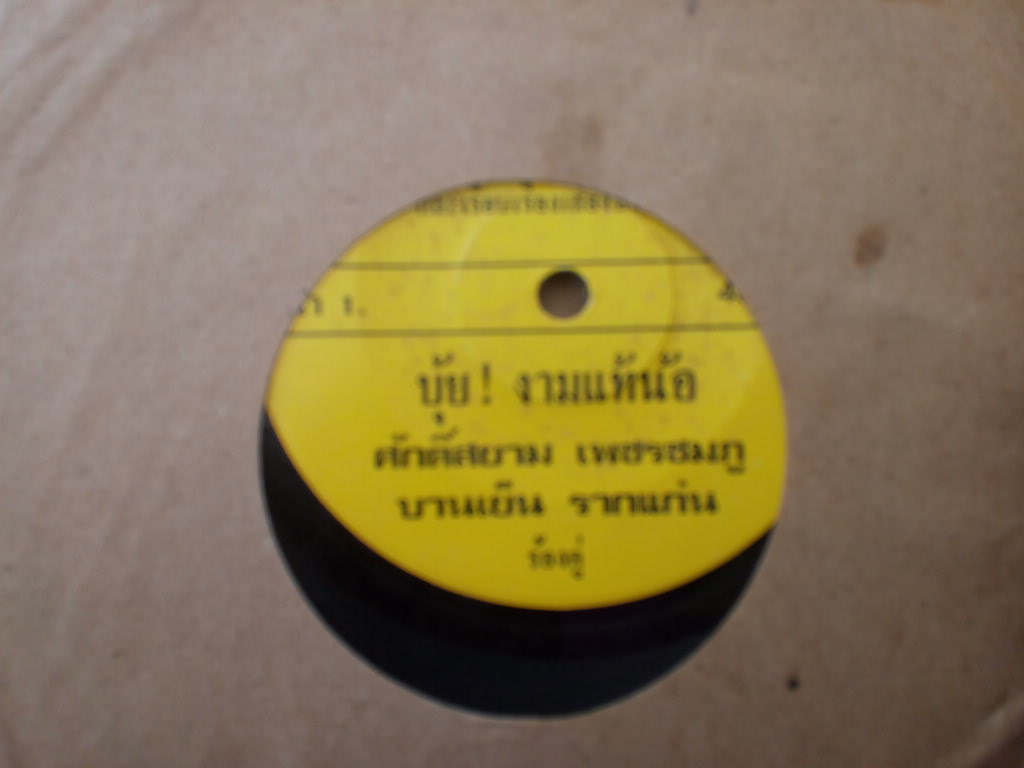 บุ้ย! งามแท้น้อ
ศักดิ์สยาม เพชรชมภู
บานเย็น รากแก่น
ร้องคู่